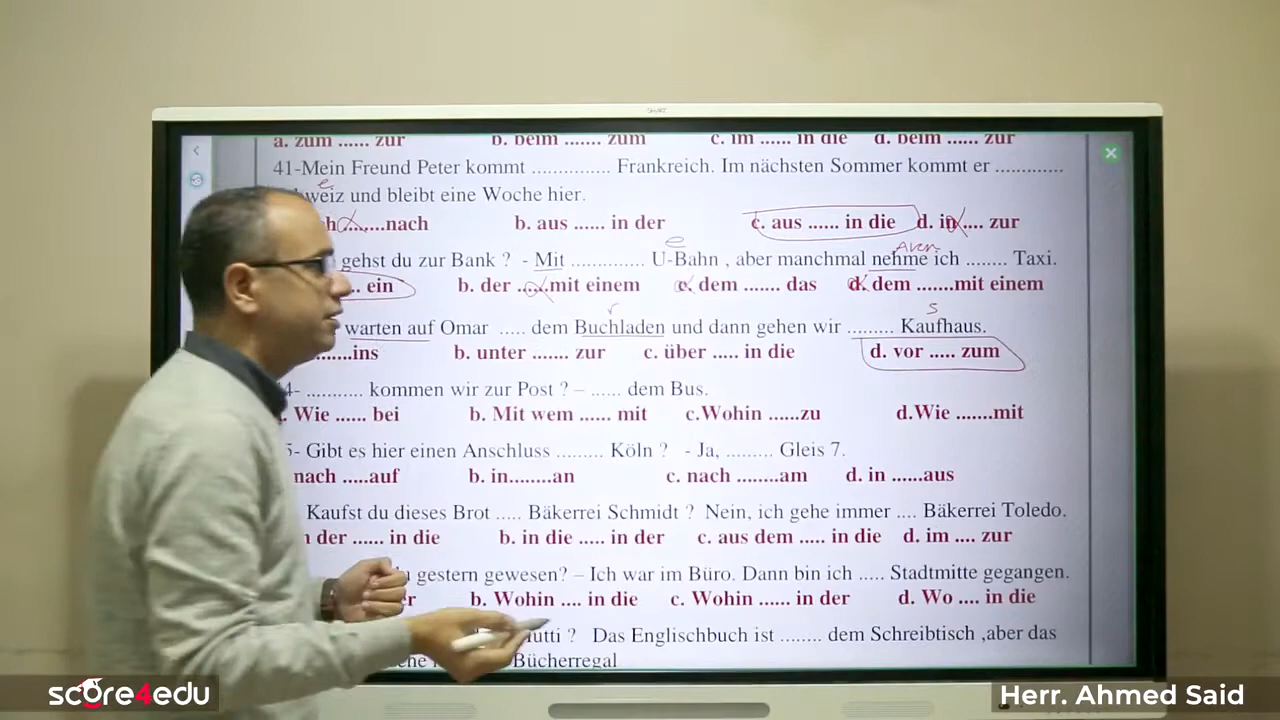 SMART
a. zum ...... zur b. beim ....... zum c. im ...... in die d. beim ...... zur
41-Mein Freund Peter kommt .............. Frankreich. Im nächsten Sommer kommt er ............
weiz und bleibt eine Woche hier.
e
h ........nach b. aus ...... in der c. aus ...... in die d. in .... zur
gehst du zur Bank ? - Mit ............. U-Bahn , aber manchmal nehme ich ........ Taxi.
e
.. ein b. der .....mit einem c. dem ....... das d. dem .......mit einem
warten auf Omar ..... dem Buchladen und dann gehen wir ......... Kaufhaus.
r s
........ins b. unter ....... zur c. über ..... in die d. vor ..... zum
4- .......... kommen wir zur Post ? – ...... dem Bus.
Wie ...... bei b. Mit wem ...... mit c.Wohin ......zu d.Wie .......mit
5- Gibt es hier einen Anschluss ......... Köln ? - Ja, ......... Gleis 7.
nach .....auf b. in........an c. nach ........am d. in ......aus
Kaufst du dieses Brot ..... Bäkerrei Schmidt ? Nein, ich gehe immer .... Bäkerrei Toledo.
der ...... in die b. in die ..... in der c. aus dem ..... in die d. im .... zur
gestern gewesen? – Ich war im Büro. Dann bin ich ..... Stadtmitte gegangen.
b. Wohin .... in die c. Wohin ...... in der d. Wo .... in die
utti ? Das Englischbuch ist ........ dem Schreibtisch ,aber das
Bücherregal
score4edu
Herr. Ahmed Said